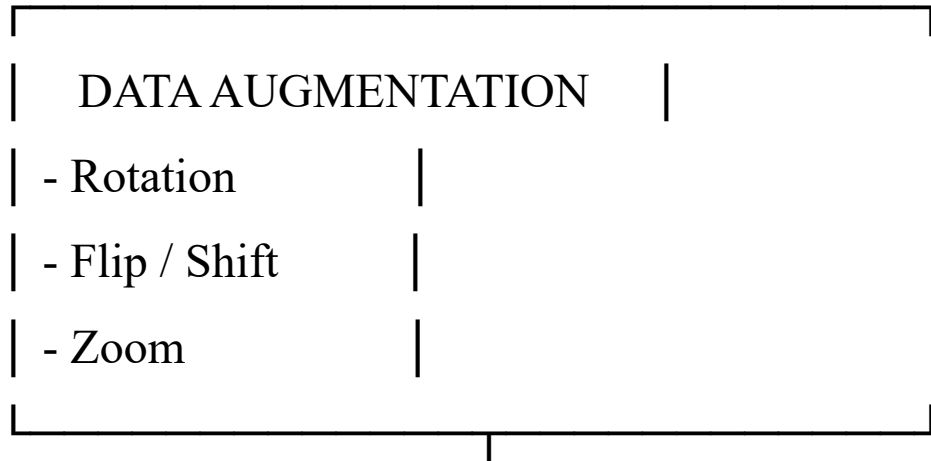 DATA AUGMENTATION
- Rotation
- Flip / Shift
- Zoom